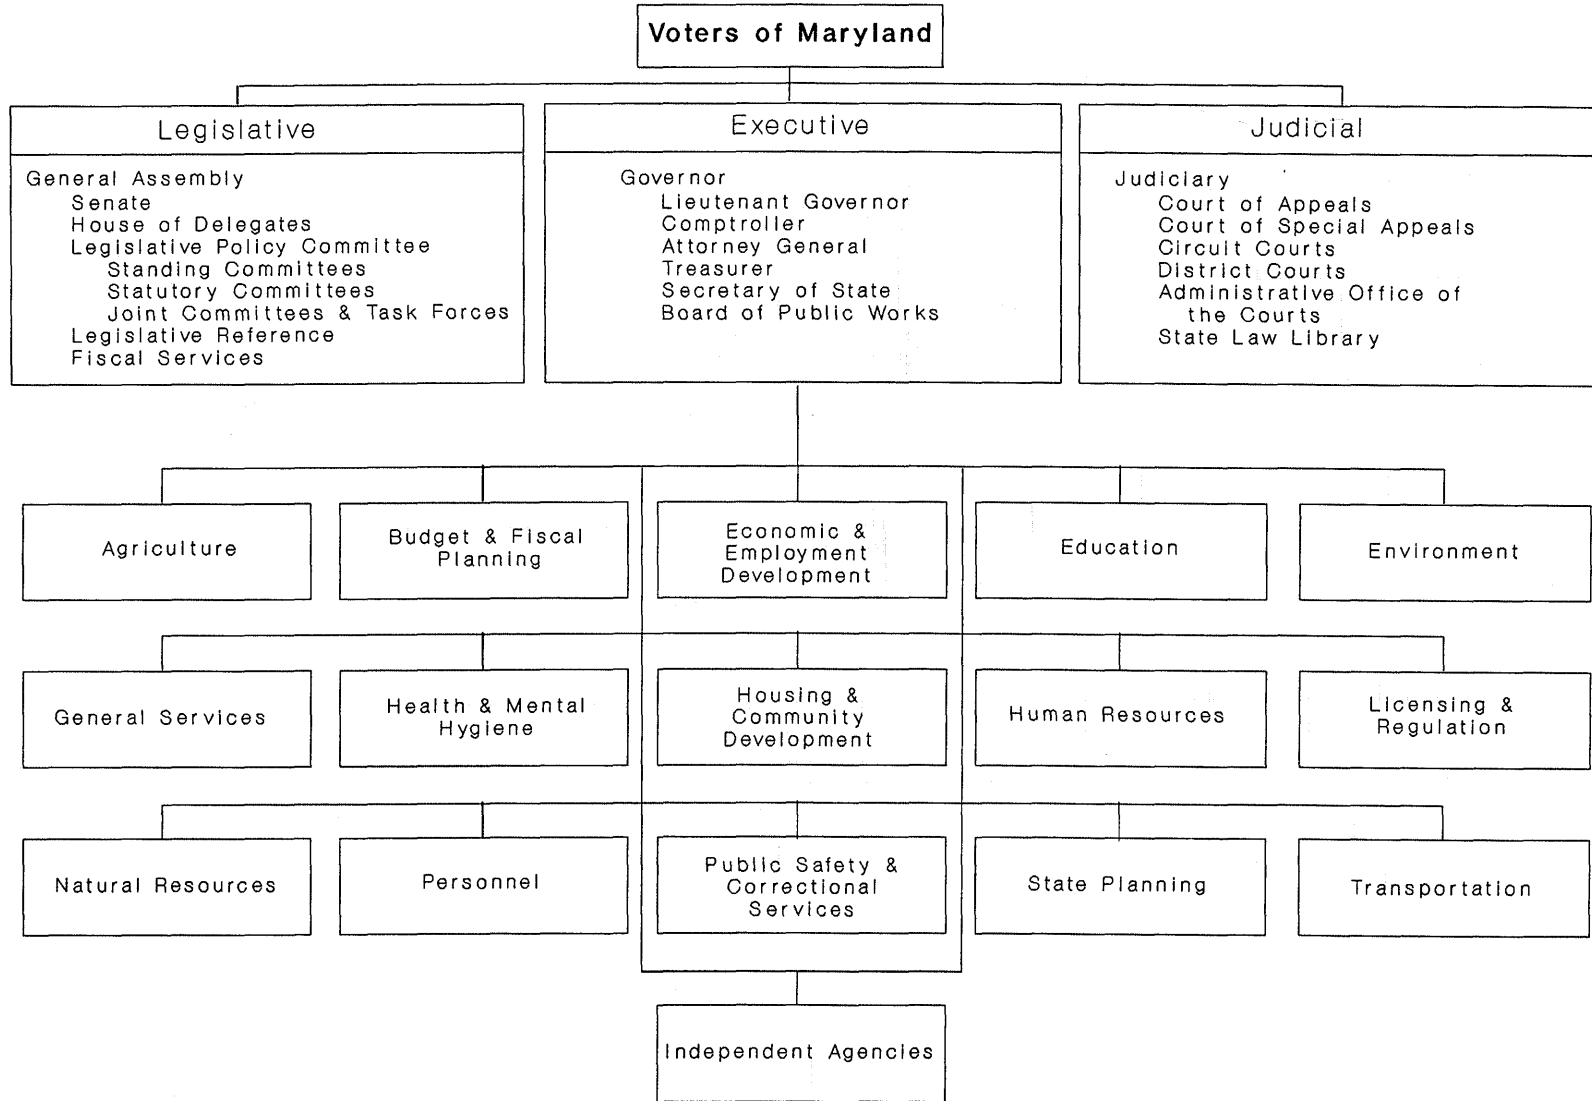 Voters of Maryland
Legislative
General Assembly
Senate
House of Delegates
Legislative Policy Committee
Standing Committees
Statutory Committees
Joint Committees & Task Forces
Legislative Reference
Fiscal Services
Executive
Governor
Lieutenant Governor
Comptroller
Attorney General
Treasurer
Secretary of State
Board of Public Works
Judicial
Judiciary
Court of Appeals
Court of Special Appeals
Circuit Courts
District Courts
Administrative Office of
the Courts
State Law Library
Agriculture
Budget & Fiscal
Planning
Economic &
Employment
Development
Education
Environment
General Services
Health & Mental
Hygiene
Housing &
Community
Development
Human Resources
Licensing &
Regulation
Natural Resources
Personnel
Public Safety &
Correctional
Services
State Planning
Transportation
Independent Agencies